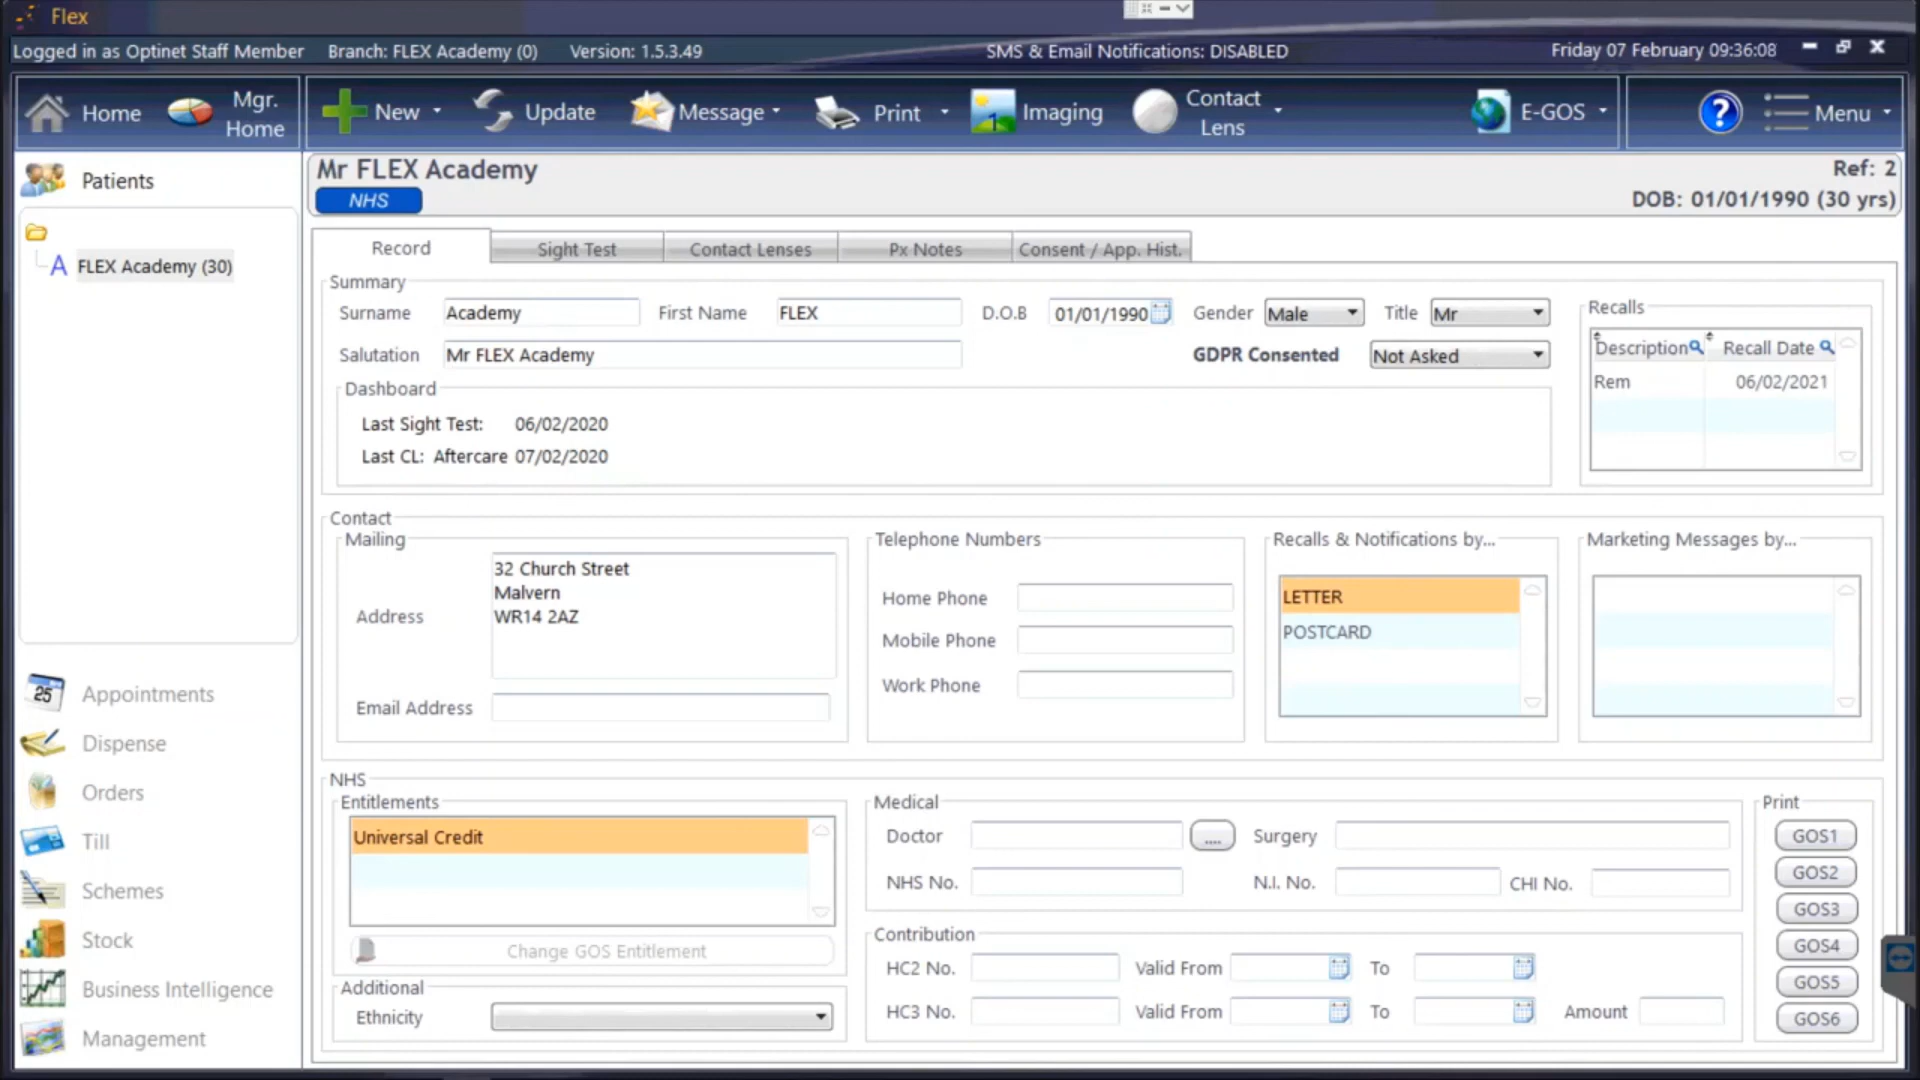 Flex
Logged in as Optinet Staff Member Branch: FLEX Academy (0) Version: 1.5.3.49 SMS & Email Notifications: DISABLED Friday 07 February 09:36:08
Home Mgr. Home New Update Message Print Imaging Contact Lens E-GOS ? Menu
Patients
FLEX Academy (30)
25 Appointments
Dispense
Orders
Till
Schemes
Stock
Business Intelligence
Management
Mr FLEX Academy Ref: 2
NHS DOB: 01/01/1990 (30 yrs)
Record Sight Test Contact Lenses Px Notes Consent / App. Hist.
Summary
Surname Academy First Name FLEX D.O.B 01/01/1990 Gender Male Title Mr
Salutation Mr FLEX Academy GDPR Consented Not Asked
Dashboard
Last Sight Test: 06/02/2020
Last CL: Aftercare 07/02/2020
Recalls
Description Recall Date
Rem 06/02/2021
Contact
Mailing
Address 32 Church Street
Malvern
WR14 2AZ
Email Address
Telephone Numbers
Home Phone
Mobile Phone
Work Phone
Recalls & Notifications by...
LETTER
POSTCARD
Marketing Messages by...
NHS
Entitlements
Universal Credit
Change GOS Entitlement
Additional
Ethnicity
Medical
Doctor .... Surgery
NHS No. N.I. No. CHI No.
Contribution
HC2 No. Valid From To
HC3 No. Valid From To Amount
Print
GOS1
GOS2
GOS3
GOS4
GOS5
GOS6